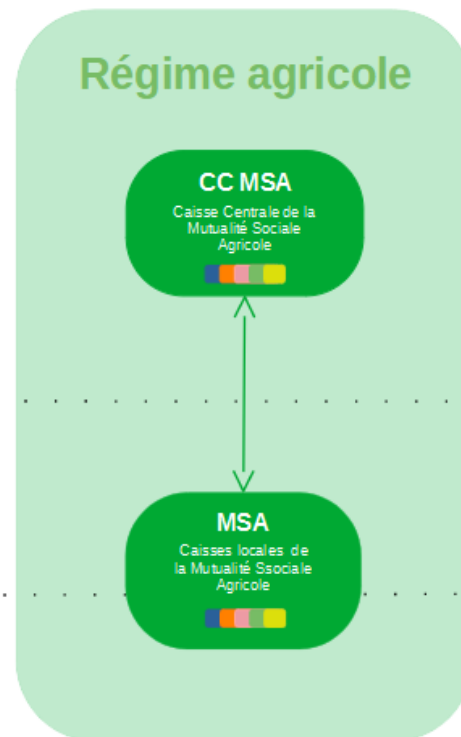 Régime agricole
CC MSA
Caisse Centrale de la
Mutualité Sociale
Agricole
MSA
Caisses locales de
la Mutualité Ssociale
Agricole